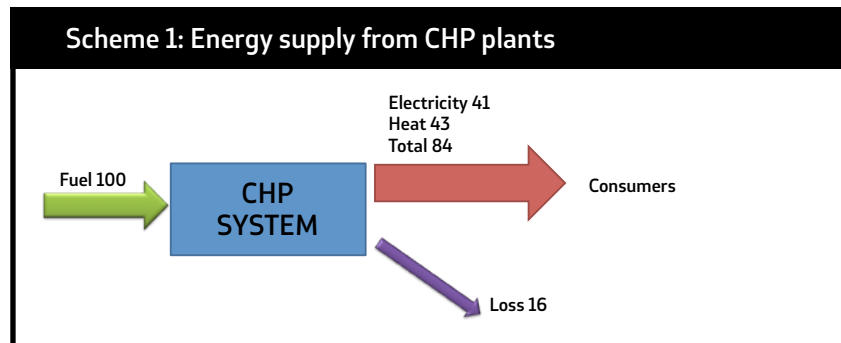 Scheme 1: Energy supply from CHP plants
Electricity 41
Heat 43
Total 84
Fuel 100
CHP
SYSTEM
Consumers
Loss 16